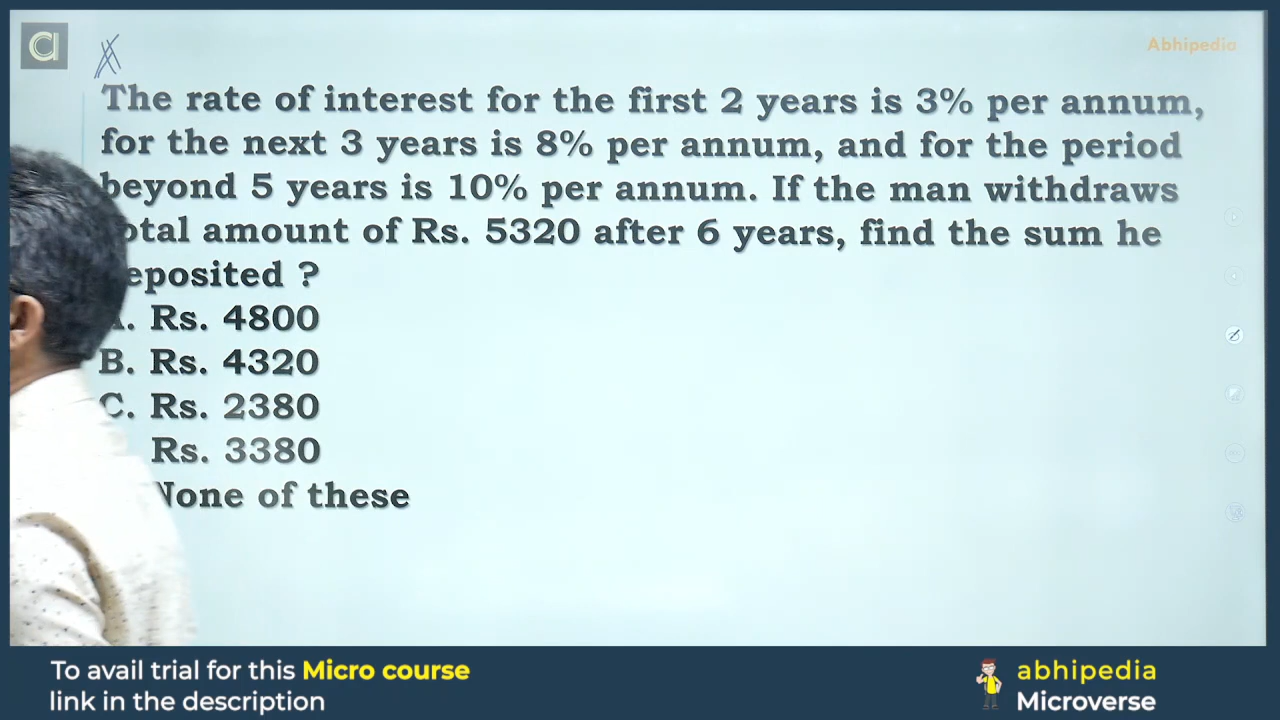 Abhipedia
The rate of interest for the first 2 years is 3% per annum,
for the next 3 years is 8% per annum, and for the period
beyond 5 years is 10% per annum. If the man withdraws
otal amount of Rs. 5320 after 6 years, find the sum he
eposited ?
. Rs. 4800
B. Rs. 4320
C. Rs. 2380
Rs. 3380
None of these
To avail trial for this Micro course
link in the description
abhipedia
Microverse